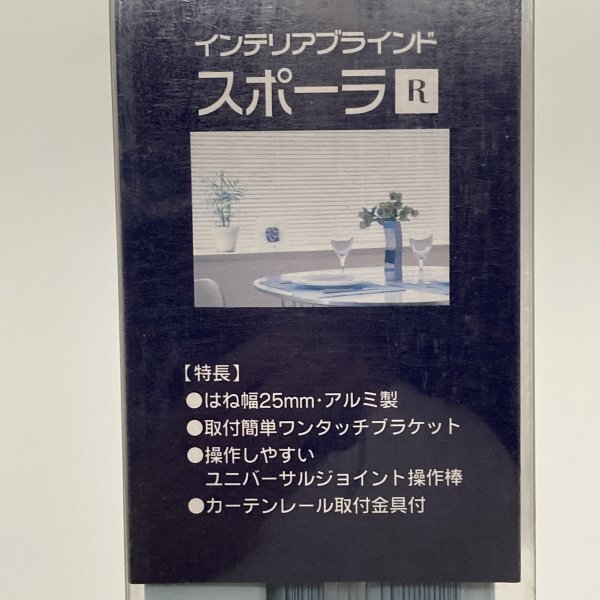 インテリアブラインド
スポーラ R
【特長】
●はね幅25mm・アルミ製
●取付簡単ワンタッチブラケット
●操作しやすい
ユニバーサルジョイント操作棒
●カーテンレール取付金具付